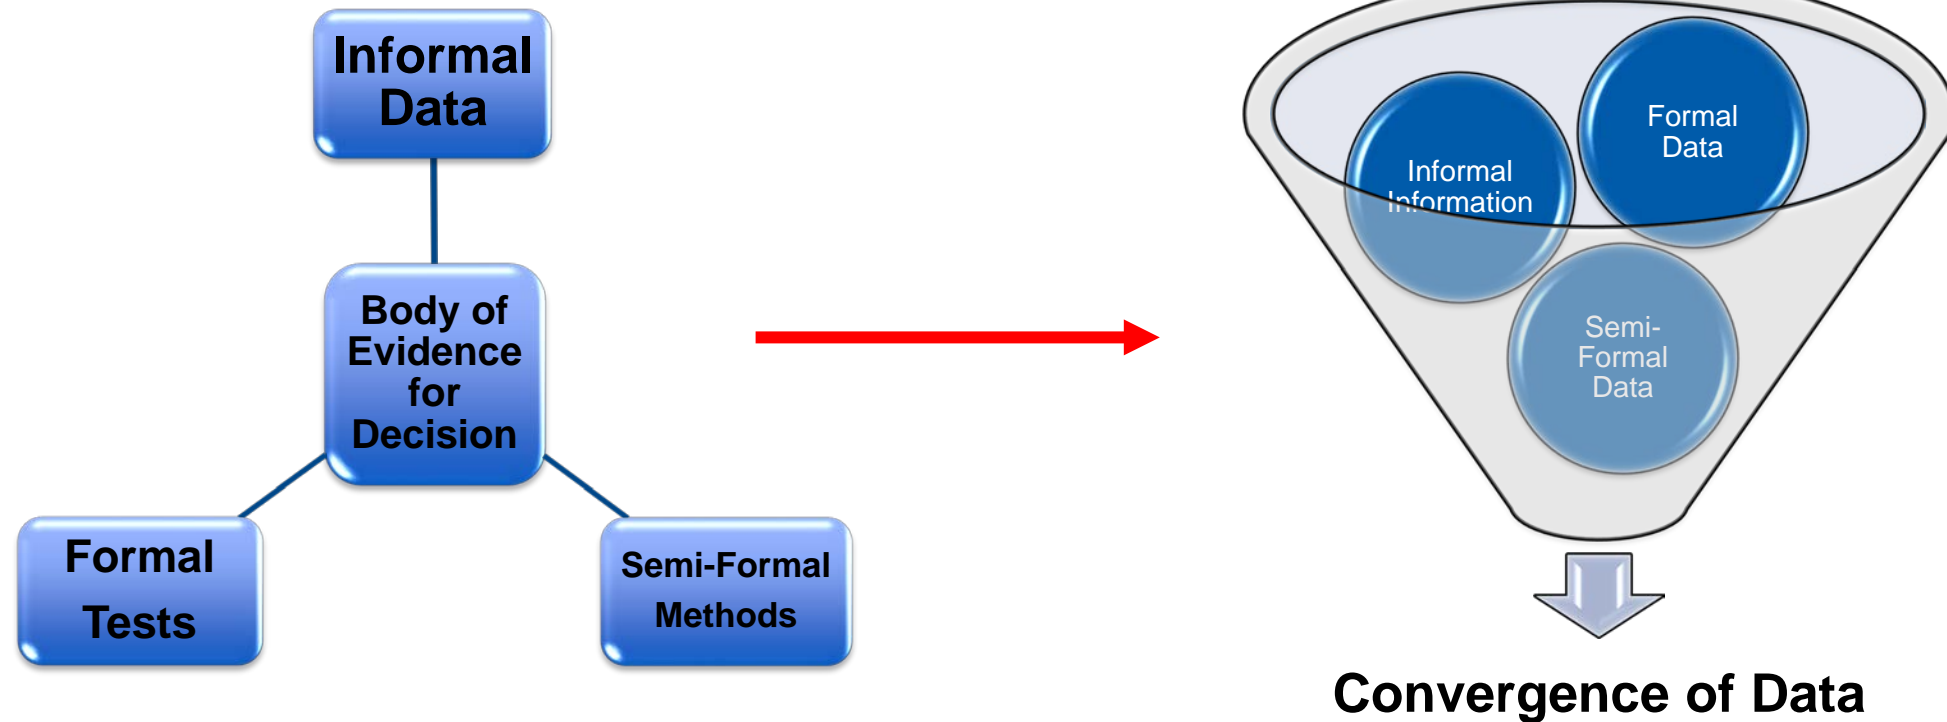 Informal
Data
Body of
Evidence
for
Decision
Formal
Tests
Semi-Formal
Methods
Formal
Data
Informal
Information
Semi-
Formal
Data
Convergence of Data